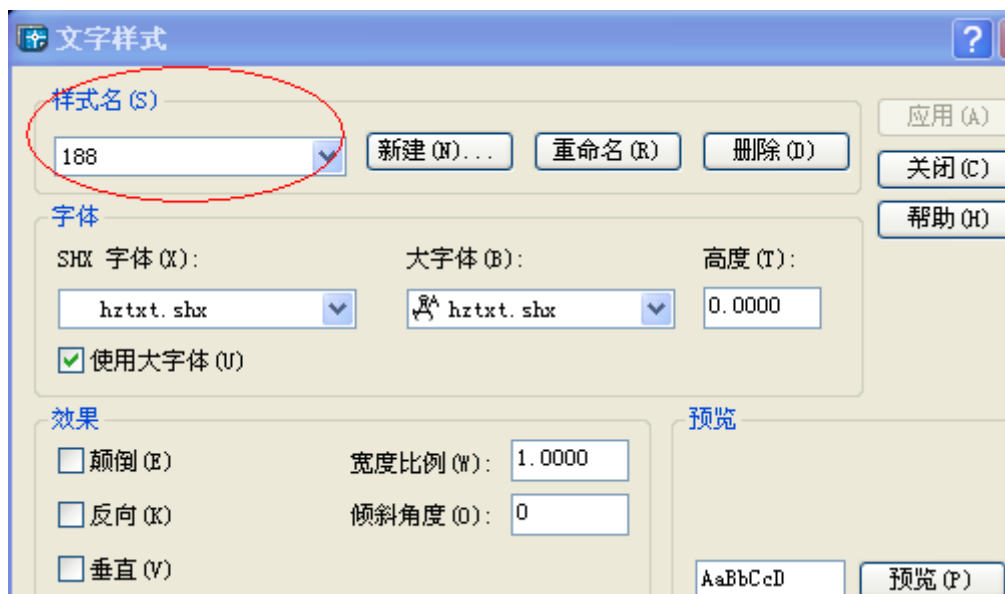 文字样式
?
样式名(S)
188
新建(N)...
重命名(R)
删除(D)
应用(A)
关闭(C)
帮助(H)
字体
SHX 字体(X):
大字体(B):
高度(T):
hztxt.shx
hztxt.shx
0.0000
使用大字体(U)
效果
颠倒(E)
宽度比例(W):
1.0000
反向(K)
倾斜角度(O):
0
垂直(V)
预览
AaBbCcD
预览(P)